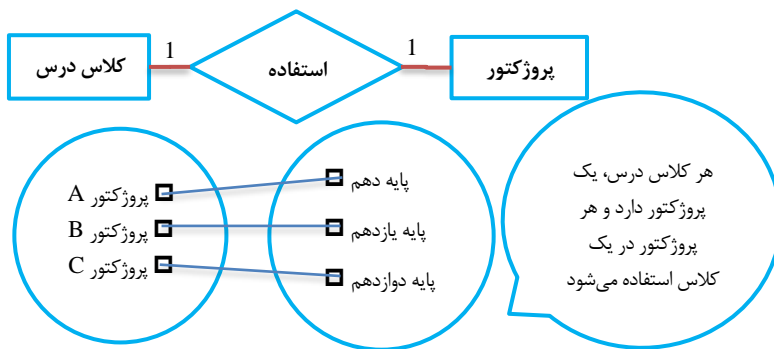 پروژکتور
1
استفاده
1
کلاس درس
هر کلاس درس، یک
پروژکتور دارد و هر
پروژکتور در یک
کلاس استفاده می‌شود
پایه دهم
پایه یازدهم
پایه دوازدهم
پروژکتور A
پروژکتور B
پروژکتور C